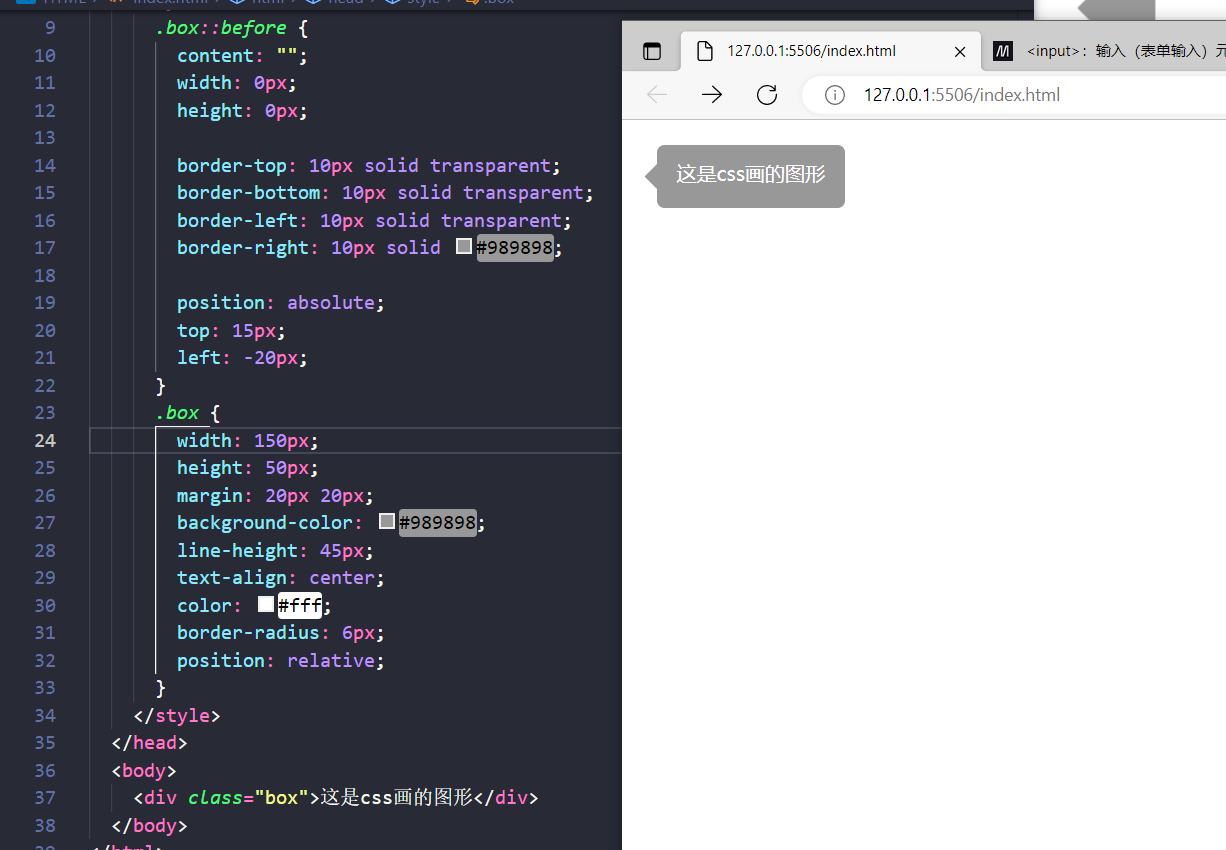 9 .box::before {
10 content: "";
11 width: 0px;
12 height: 0px;
13
14 border-top: 10px solid transparent;
15 border-bottom: 10px solid transparent;
16 border-left: 10px solid transparent;
17 border-right: 10px solid #989898;
18
19 position: absolute;
20 top: 15px;
21 left: -20px;
22 }
23 .box {
24 width: 150px;
25 height: 50px;
26 margin: 20px 20px;
27 background-color: #989898;
28 line-height: 45px;
29 text-align: center;
30 color: #fff;
31 border-radius: 6px;
32 position: relative;
33 }
34 </style>
35 </head>
36 <body>
37 <div class="box">这是css画的图形</div>
38 </body>
127.0.0.1:5506/index.html
<input>：输入（表单输入）元
127.0.0.1:5506/index.html
这是css画的图形